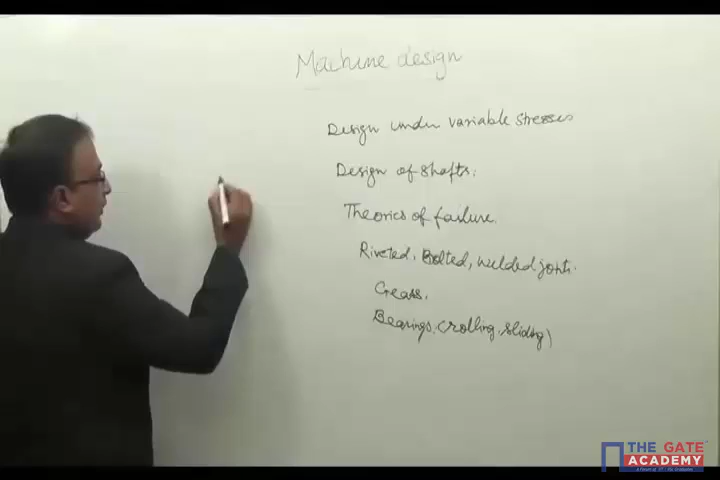 Machine design
Design under variable stresses
Design of shafts.
Theories of failure.
Riveted, Bolted, welded joints.
Gears.
Bearings, (rolling, sliding)
THE GATE
ACADEMY